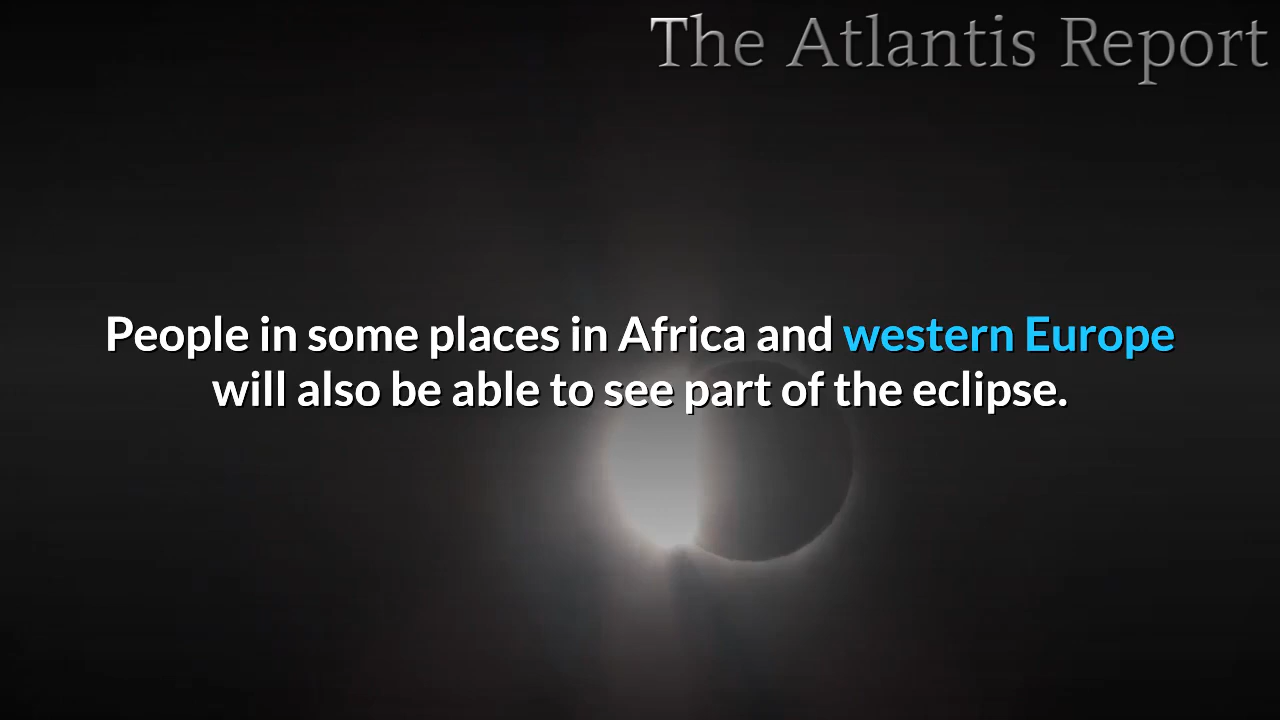 The Atlantis Report
People in some places in Africa and western Europe
will also be able to see part of the eclipse.